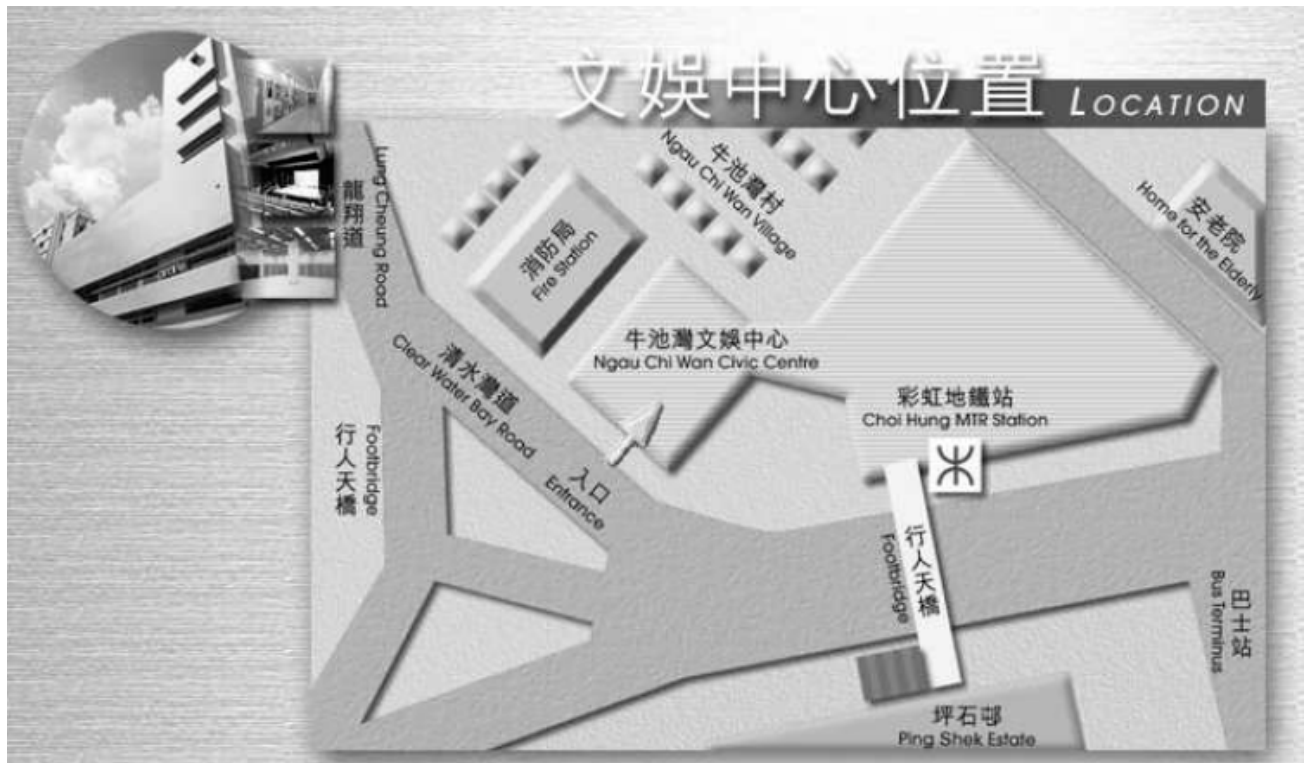 文娛中心位置 LOCATION
龍翔道
Lung Cheung Road
消防局
Fire Station
牛池灣村
Ngau Chi Wan Village
安老院
Home for the Elderly
牛池灣文娛中心
Ngau Chi Wan Civic Centre
清水灣道
Clear Water Bay Road
彩虹地鐵站
Choi Hung MTR Station
行人天橋
Footbridge
入口
Entrance
行人天橋
Footbridge
巴士站
Bus Terminus
坪石邨
Ping Shek Estate